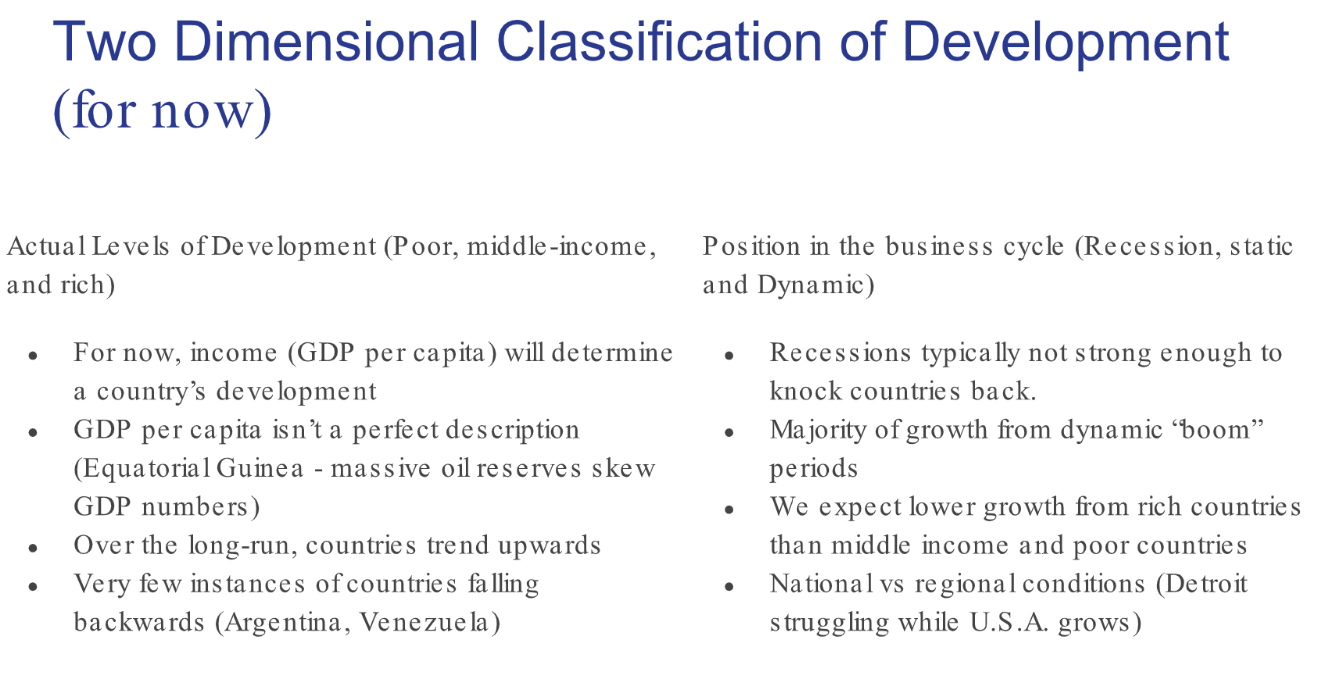 Two Dimensional Classification of Development
(for now)
Actual Levels of Development (Poor, middle-income,
and rich)
● For now, income (GDP per capita) will determine
a country’s development
● GDP per capita isn’t a perfect description
(Equatorial Guinea - massive oil reserves skew
GDP numbers)
● Over the long-run, countries trend upwards
● Very few instances of countries falling
backwards (Argentina, Venezuela)
Position in the business cycle (Recession, static
and Dynamic)
● Recessions typically not strong enough to
knock countries back.
● Majority of growth from dynamic “boom”
periods
● We expect lower growth from rich countries
than middle income and poor countries
● National vs regional conditions (Detroit
struggling while U.S.A. grows)